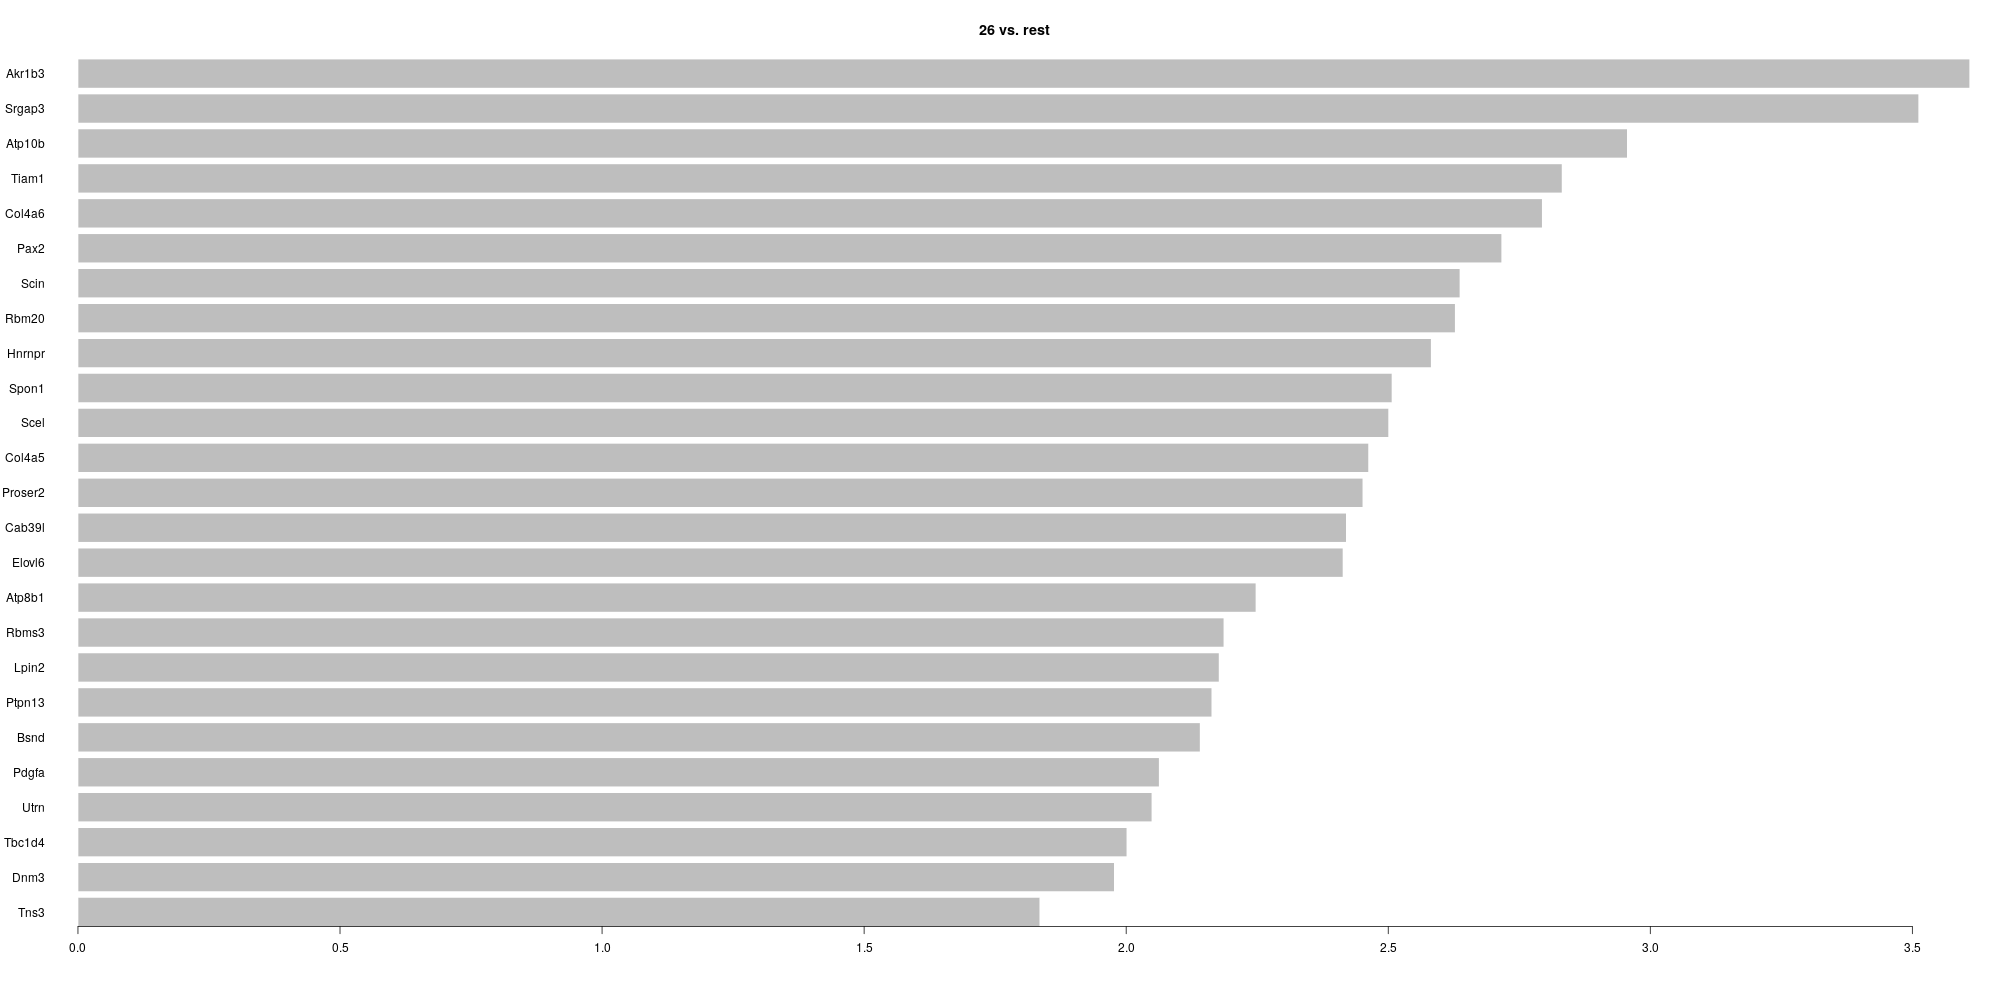 26 vs. rest
Akr1b3
Srgap3
Atp10b
Tiam1
Col4a6
Pax2
Scin
Rbm20
Hnrnpr
Spon1
Scel
Col4a5
Proser2
Cab39l
Elovl6
Atp8b1
Rbms3
Lpin2
Ptpn13
Bsnd
Pdgfa
Utrn
Tbc1d4
Dnm3
Tns3
0.0 0.5 1.0 1.5 2.0 2.5 3.0 3.5